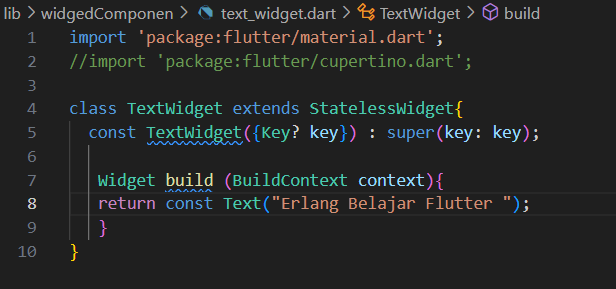 lib > widgedComponen > text_widget.dart > TextWidget > build
1 import 'package:flutter/material.dart';
2 //import 'package:flutter/cupertino.dart';
3
4 class TextWidget extends StatelessWidget{
5   const TextWidget({Key? key}) : super(key: key);
6
7    Widget build (BuildContext context){
8    return const Text("Erlang Belajar Flutter ");
9    }
10 }